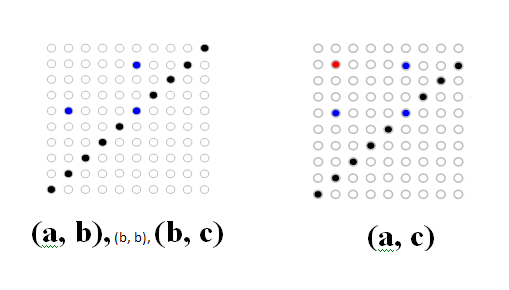 (a, b), (b, b), (b, c)
(a, c)